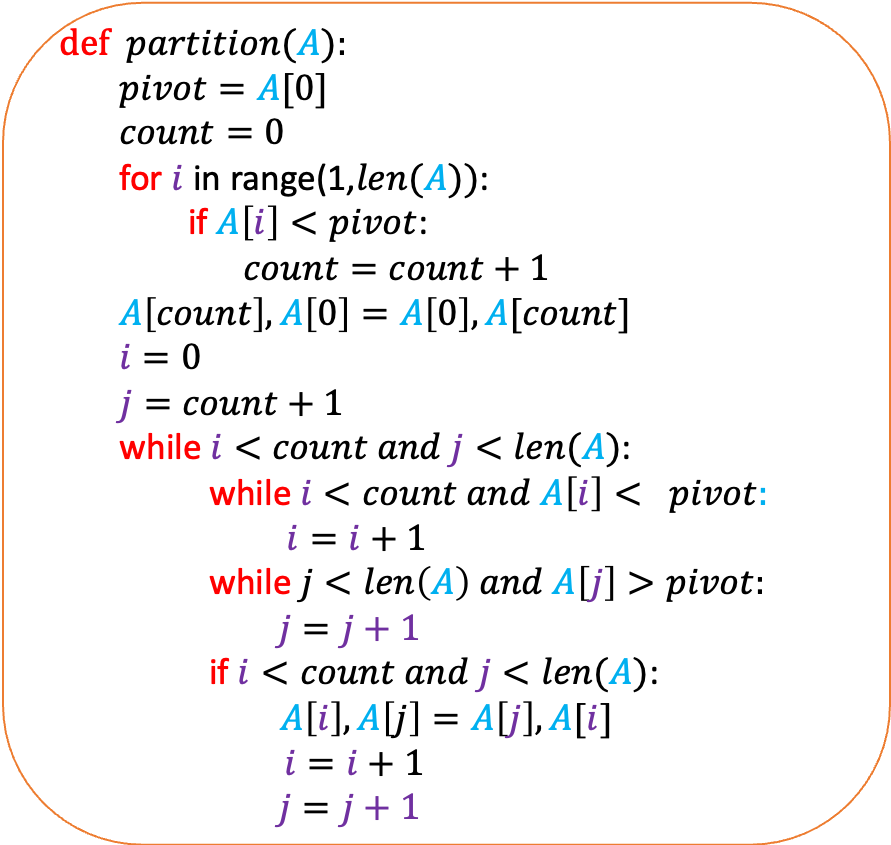 def partition(A):
pivot = A[0]
count = 0
for i in range(1,len(A)):
if A[i] < pivot:
count = count + 1
A[count], A[0] = A[0], A[count]
i = 0
j = count + 1
while i < count and j < len(A):
while i < count and A[i] < pivot:
i = i + 1
while j < len(A) and A[j] > pivot:
j = j + 1
if i < count and j < len(A):
A[i], A[j] = A[j], A[i]
i = i + 1
j = j + 1